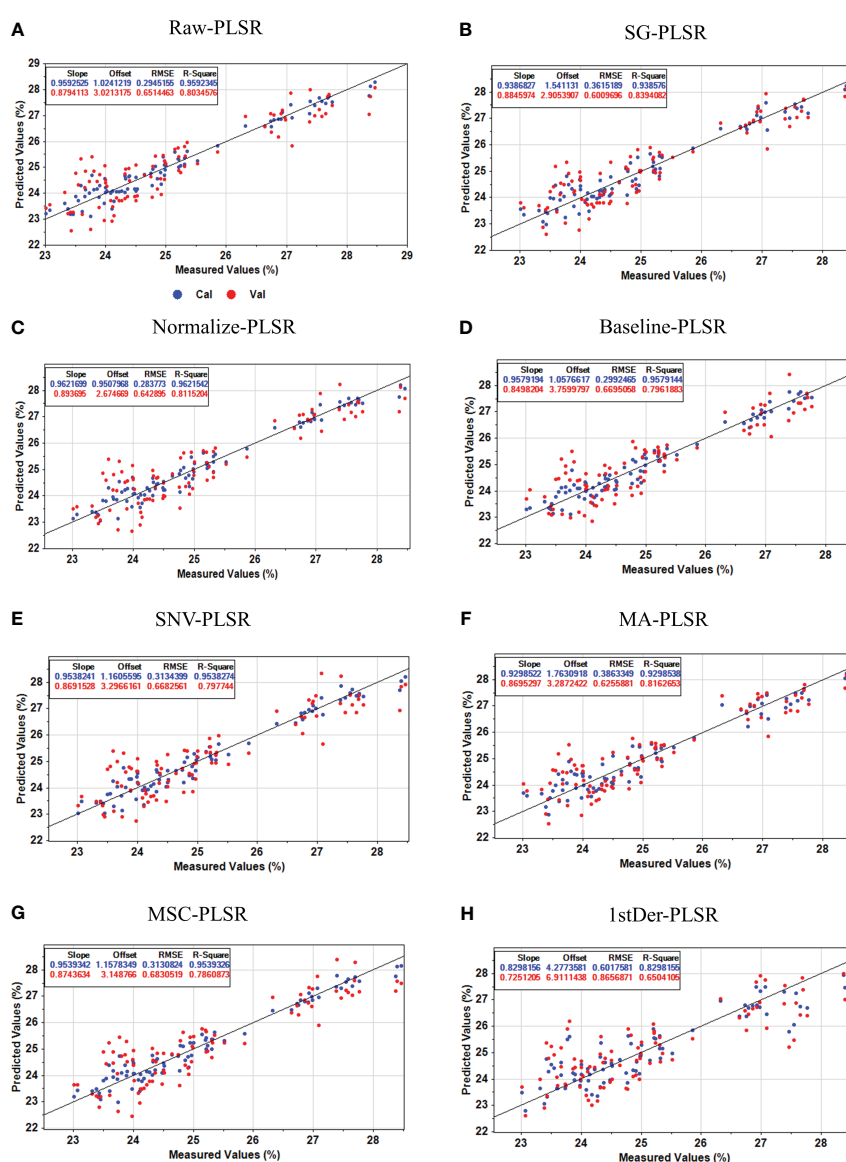 A Raw-PLSR
Slope Offset RMSE R-Square
0.9592525 1.0241219 0.2945155 0.9592345
0.8794113 3.0213175 0.6514463 0.8034576
Predicted Values (%)
29
28
27
26
25
24
23
22
23 24 25 26 27 28 29
Measured Values (%)
Cal Val
B SG-PLSR
Slope Offset RMSE R-Square
0.9386827 1.541131 0.3615189 0.938576
0.8845974 2.9053907 0.6009696 0.8394082
Predicted Values (%)
28
27
26
25
24
23
22
23 24 25 26 27 28
Measured Values (%)
C Normalize-PLSR
Slope Offset RMSE R-Square
0.9621699 0.9507968 0.283773 0.9621542
0.893695 2.674669 0.642895 0.8115204
Predicted Values (%)
28
27
26
25
24
23
22
23 24 25 26 27 28
Measured Values (%)
D Baseline-PLSR
Slope Offset RMSE R-Square
0.9579194 1.0576617 0.2992465 0.9579144
0.8498204 3.7599797 0.6695058 0.7961883
Predicted Values (%)
28
27
26
25
24
23
22
23 24 25 26 27 28
Measured Values (%)
E SNV-PLSR
Slope Offset RMSE R-Square
0.9538241 1.1605595 0.3134399 0.9538274
0.8691528 3.2966161 0.6682561 0.797744
Predicted Values (%)
28
27
26
25
24
23
22
23 24 25 26 27 28
Measured Values (%)
F MA-PLSR
Slope Offset RMSE R-Square
0.9298522 1.7630918 0.3863349 0.9298538
0.8695297 3.2872422 0.6255881 0.8162653
Predicted Values (%)
28
27
26
25
24
23
22
23 24 25 26 27 28
Measured Values (%)
G MSC-PLSR
Slope Offset RMSE R-Square
0.9539342 1.1578349 0.3130824 0.9539326
0.8743634 3.148766 0.6830519 0.7860873
Predicted Values (%)
28
27
26
25
24
23
22
23 24 25 26 27 28
Measured Values (%)
H 1stDer-PLSR
Slope Offset RMSE R-Square
0.8298156 4.2773581 0.6017581 0.8298155
0.7251205 6.9111438 0.8656871 0.6504105
Predicted Values (%)
28
27
26
25
24
23
22
23 24 25 26 27 28
Measured Values (%)